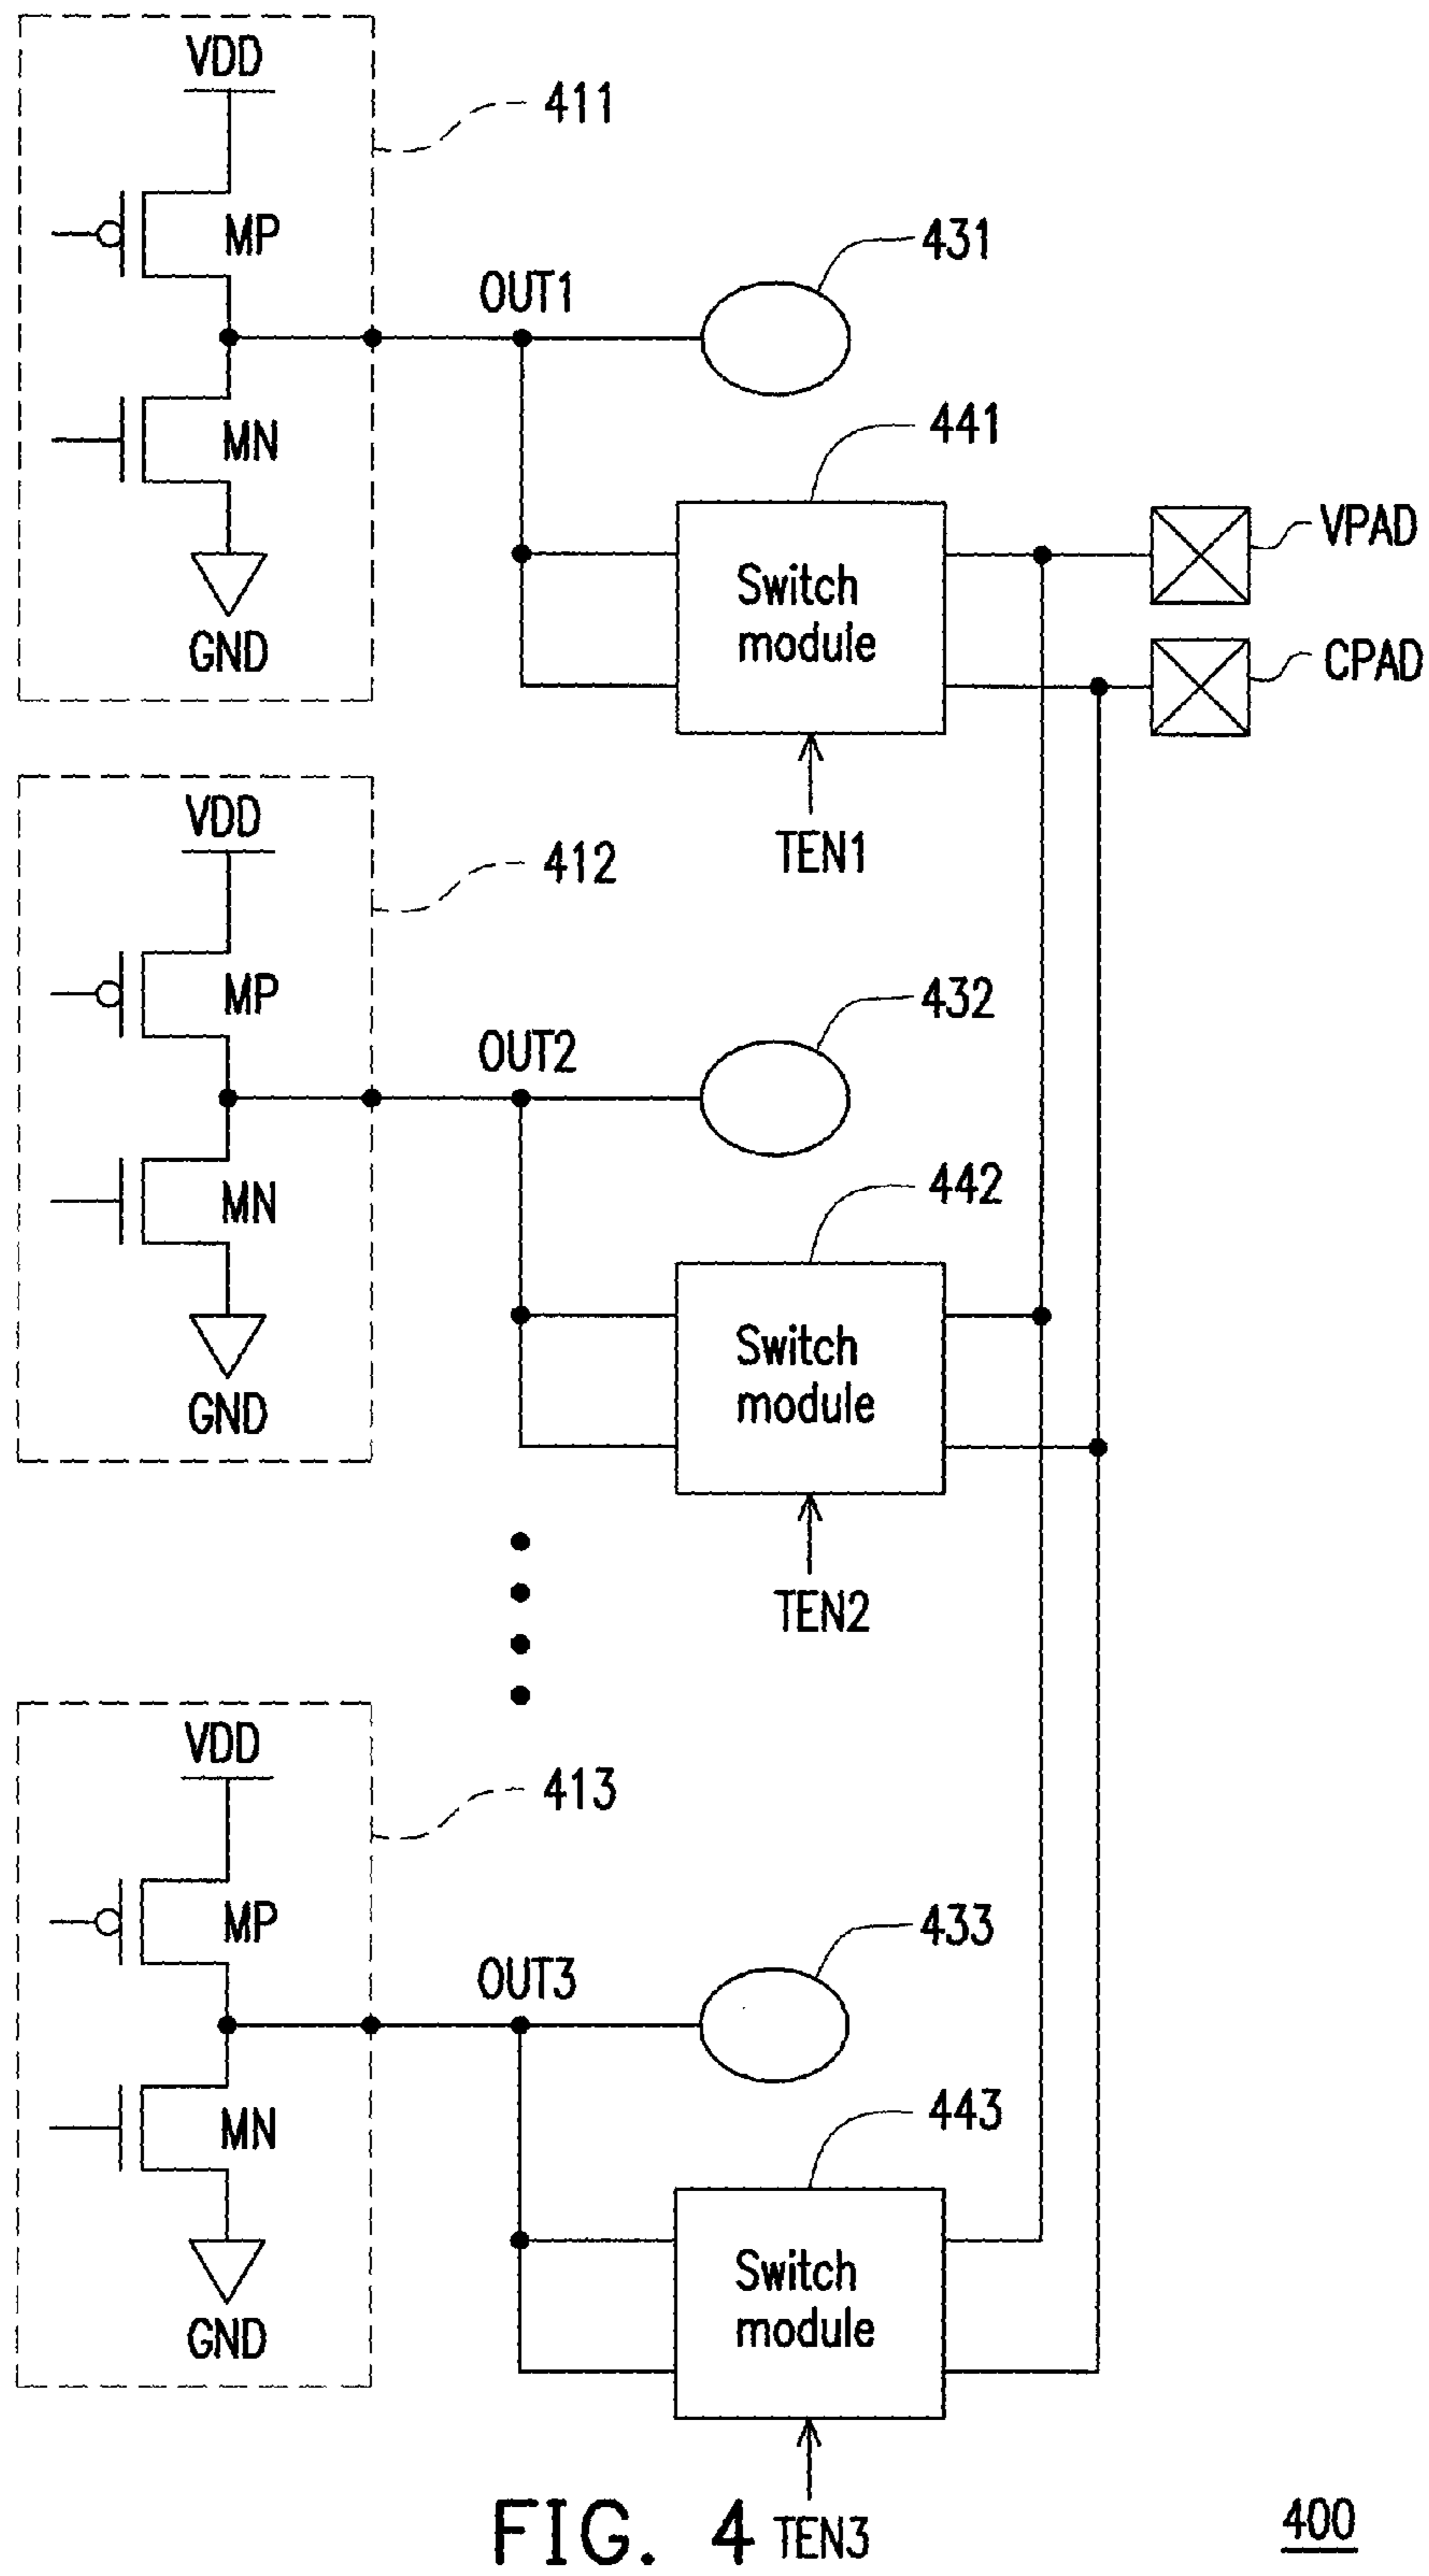 VDD
411
MP
431
OUT1
441
MN
VPAD
Switch
module
GND
CPAD
TEN1
VDD
412
MP
432
OUT2
442
MN
Switch
module
GND
TEN2
VDD
413
MP
433
OUT3
443
MN
Switch
module
GND
TEN3
FIG. 4
400